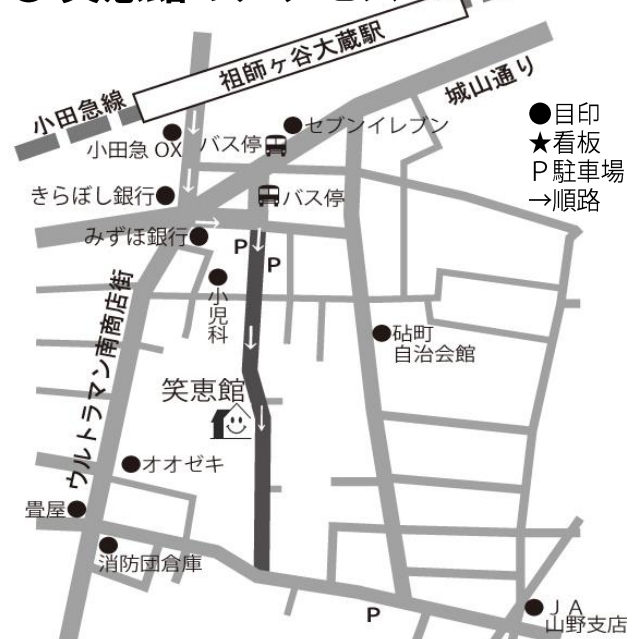 祖師ヶ谷大蔵駅
小田急線
城山通り
セブンイレブン
小田急OX
バス停
きらぼし銀行
バス停
みずほ銀行
P
P
小児科
ウルトラマン南商店街
砧町
自治会館
笑恵館
オオゼキ
畳屋
消防団倉庫
P
JA
山野支店
●目印
★看板
P駐車場
→順路